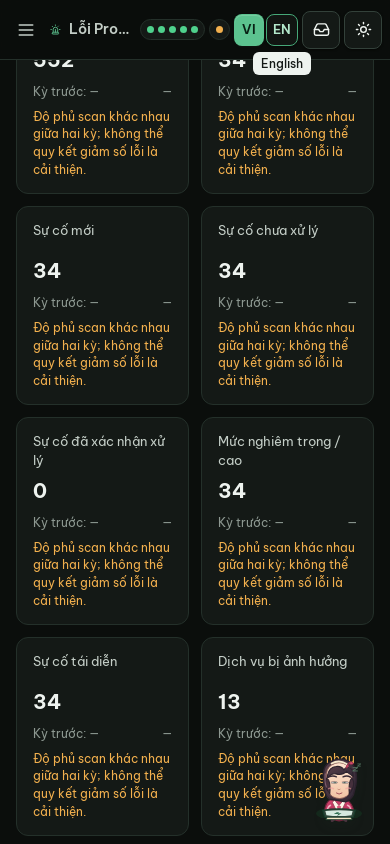 Lỗi Pro...
VI
EN
English
552
34
Kỳ trước: —
—
Kỳ trước: —
—
Độ phủ scan khác nhau
giữa hai kỳ; không thể
quy kết giảm số lỗi là
cải thiện.
Độ phủ scan khác nhau
giữa hai kỳ; không thể
quy kết giảm số lỗi là
cải thiện.
Sự cố mới
34
Kỳ trước: —
—
Độ phủ scan khác nhau
giữa hai kỳ; không thể
quy kết giảm số lỗi là
cải thiện.
Sự cố chưa xử lý
34
Kỳ trước: —
—
Độ phủ scan khác nhau
giữa hai kỳ; không thể
quy kết giảm số lỗi là
cải thiện.
Sự cố đã xác nhận xử
lý
0
Kỳ trước: —
—
Độ phủ scan khác nhau
giữa hai kỳ; không thể
quy kết giảm số lỗi là
cải thiện.
Mức nghiêm trọng /
cao
34
Kỳ trước: —
—
Độ phủ scan khác nhau
giữa hai kỳ; không thể
quy kết giảm số lỗi là
cải thiện.
Sự cố tái diễn
34
Kỳ trước: —
—
Độ phủ scan khác nhau
giữa hai kỳ; không thể
quy kết giảm số lỗi là
cải thiện.
Dịch vụ bị ảnh hưởng
13
Kỳ trước: —
—
Độ phủ scan khác nhau
giữa hai kỳ; không
quy kết giảm số lỗi
cải thiện.